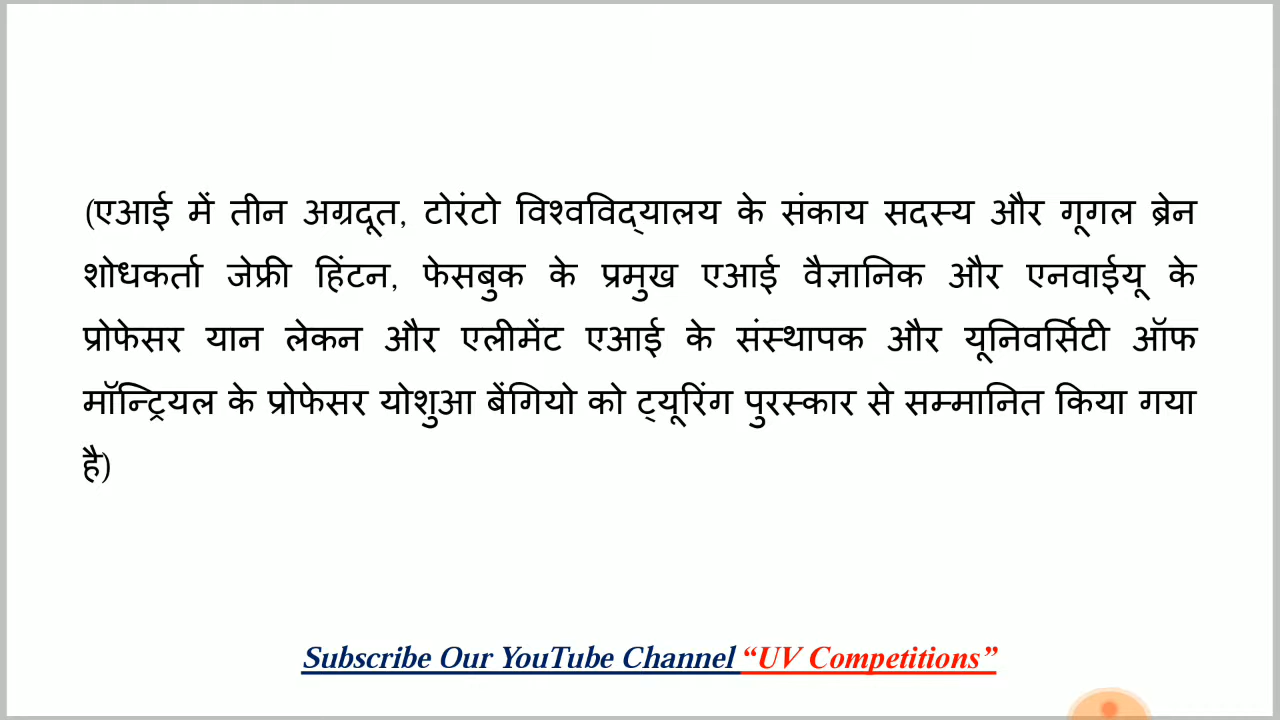 (एआई में तीन अग्रदूत, टोरंटो विश्वविद्यालय के संकाय सदस्य और गूगल ब्रेन
शोधकर्ता जेफ्री हिंटन, फेसबुक के प्रमुख एआई वैज्ञानिक और एनवाईयू के
प्रोफेसर यान लेकन और एलीमेंट एआई के संस्थापक और यूनिवर्सिटी ऑफ
मॉन्ट्रियल के प्रोफेसर योशुआ बेंगियो को ट्यूरिंग पुरस्कार से सम्मानित किया गया
है)
Subscribe Our YouTube Channel “UV Competitions”